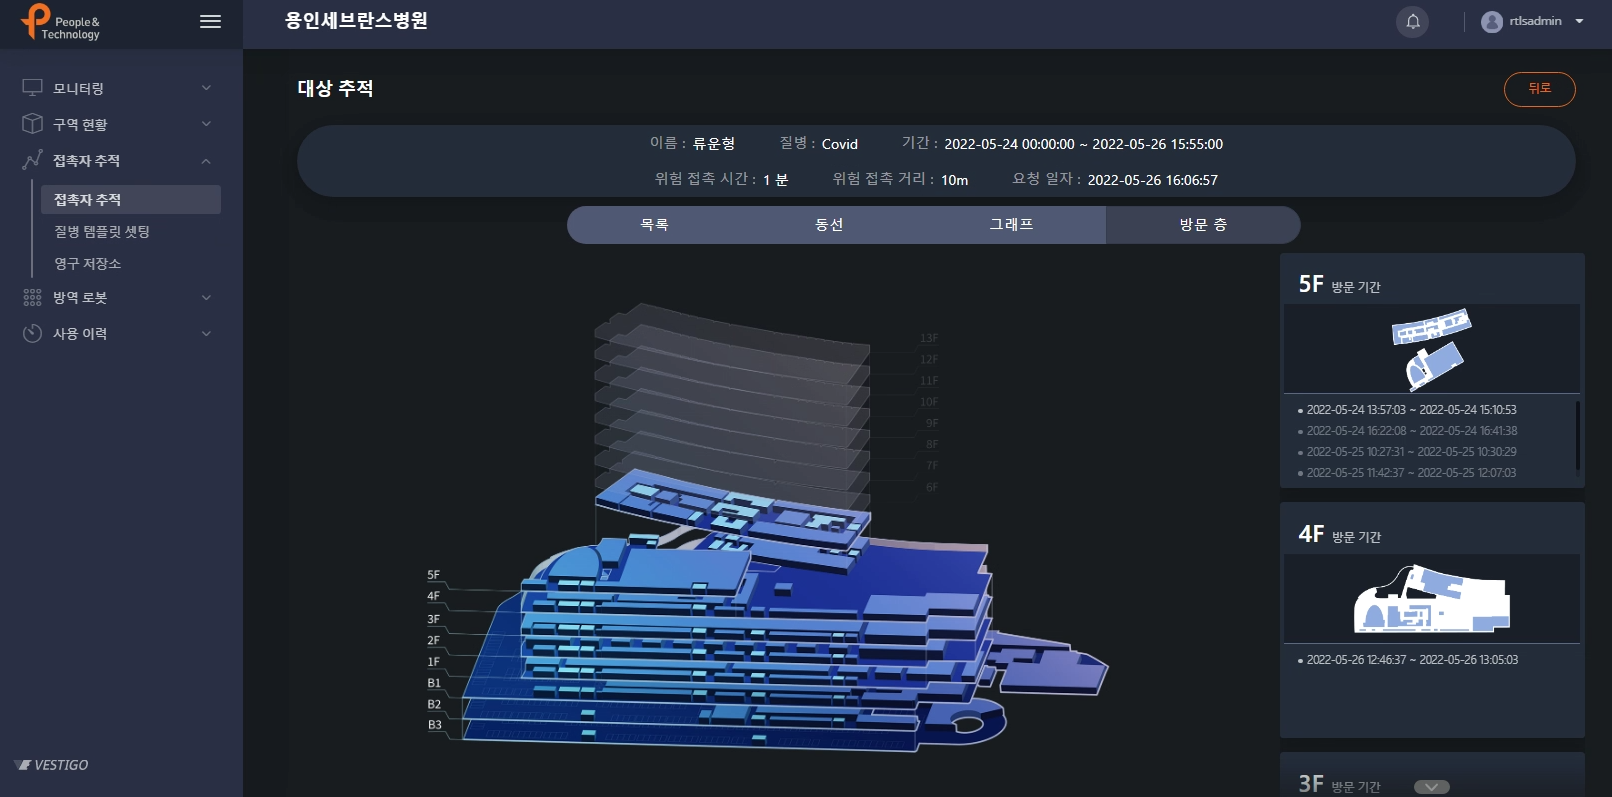 People &
Technology
용인세브란스병원
rtlsadmin
모니터링
구역 현황
접촉자 추적
접촉자 추적
질병 템플릿 셋팅
영구 저장소
방역 로봇
사용 이력
VESTIGO
대상 추적
뒤로
이름 : 류운형 질병 : Covid 기간 : 2022-05-24 00:00:00 ~ 2022-05-26 15:55:00
위험 접촉 시간 : 1 분 위험 접촉 거리 : 10m 요청 일자 : 2022-05-26 16:06:57
목록 동선 그래프 방문 층
13F
12F
11F
10F
9F
8F
7F
6F
5F
4F
3F
2F
1F
B1
B2
B3
5F 방문 기간
2022-05-24 13:57:03 ~ 2022-05-24 15:10:53
2022-05-24 16:22:08 ~ 2022-05-24 16:41:38
2022-05-25 10:27:31 ~ 2022-05-25 10:30:29
2022-05-25 11:42:37 ~ 2022-05-25 12:07:03
4F 방문 기간
2022-05-26 12:46:37 ~ 2022-05-26 13:05:03
3F 방문 기간